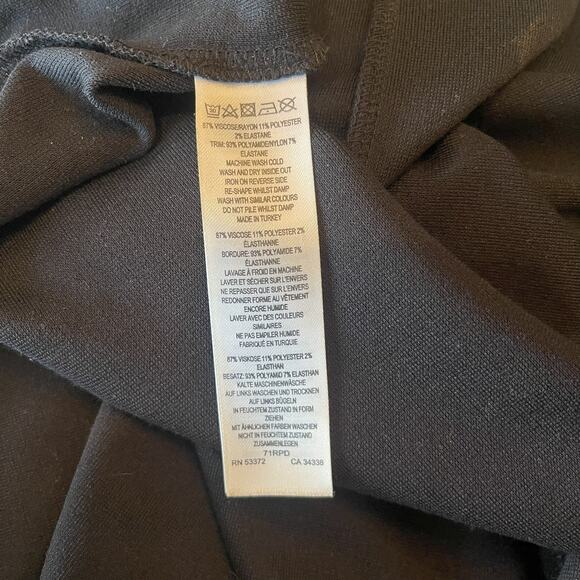 30
87% VISCOSE/RAYON 11% POLYESTER
2% ELASTANE
TRIM: 93% POLYAMIDE/NYLON 7%
ELASTANE
MACHINE WASH COLD
WASH AND DRY INSIDE OUT
IRON ON REVERSE SIDE
RE-SHAPE WHILST DAMP
WASH WITH SIMILAR COLOURS
DO NOT PILE WHILST DAMP
MADE IN TURKEY
87% VISCOSE 11% POLYESTER 2%
ÉLASTHANNE
BORDURE: 93% POLYAMIDE 7%
ÉLASTHANNE
LAVAGE À FROID EN MACHINE
LAVER ET SÉCHER SUR L'ENVERS
NE REPASSER QUE SUR L'ENVERS
REDONNER FORME AU VÊTEMENT
ENCORE HUMIDE
LAVER AVEC DES COULEURS
SIMILAIRES
NE PAS EMPILER HUMIDE
FABRIQUÉ EN TURQUIE
87% VISKOSE 11% POLYESTER 2%
ELASTHAN
BESATZ: 93% POLYAMID 7% ELASTHAN
KALTE MASCHINENWÄSCHE
AUF LINKS WASCHEN UND TROCKNEN
AUF LINKS BÜGELN
IN FEUCHTEM ZUSTAND IN FORM
ZIEHEN
MIT ÄHNLICHEN FARBEN WASCHEN
NICHT IN FEUCHTEM ZUSTAND
ZUSAMMENLEGEN
71RPD
RN 53372 CA 34338